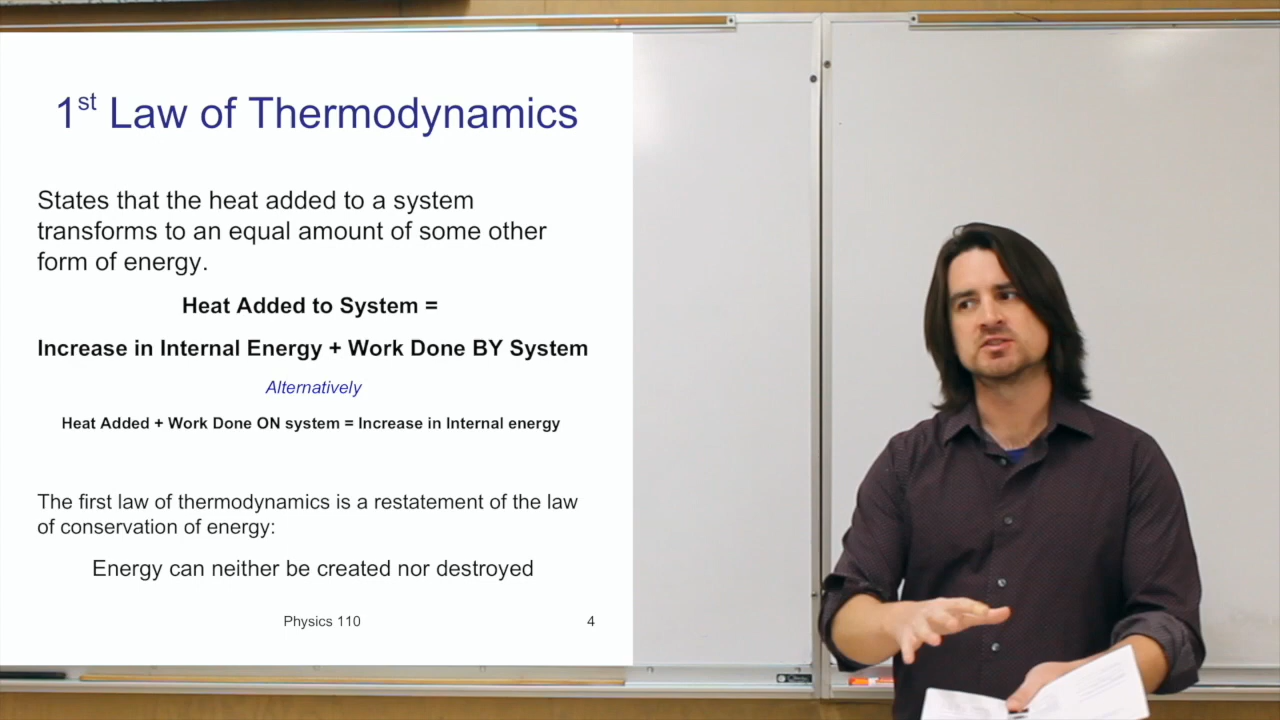 1st Law of Thermodynamics
States that the heat added to a system
transforms to an equal amount of some other
form of energy.
Heat Added to System =
Increase in Internal Energy + Work Done BY System
Alternatively
Heat Added + Work Done ON system = Increase in Internal energy
The first law of thermodynamics is a restatement of the law
of conservation of energy:
Energy can neither be created nor destroyed
Physics 110
4